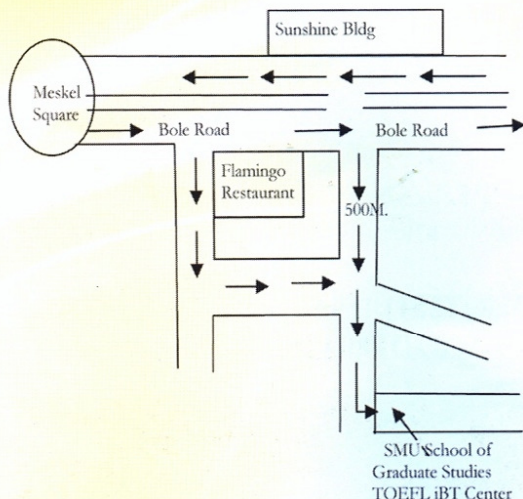 Sunshine Bldg
Meskel
Square
Bole Road
Bole Road
Flamingo
Restaurant
500M.
SMU School of
Graduate Studies
TOEFL iBT Center